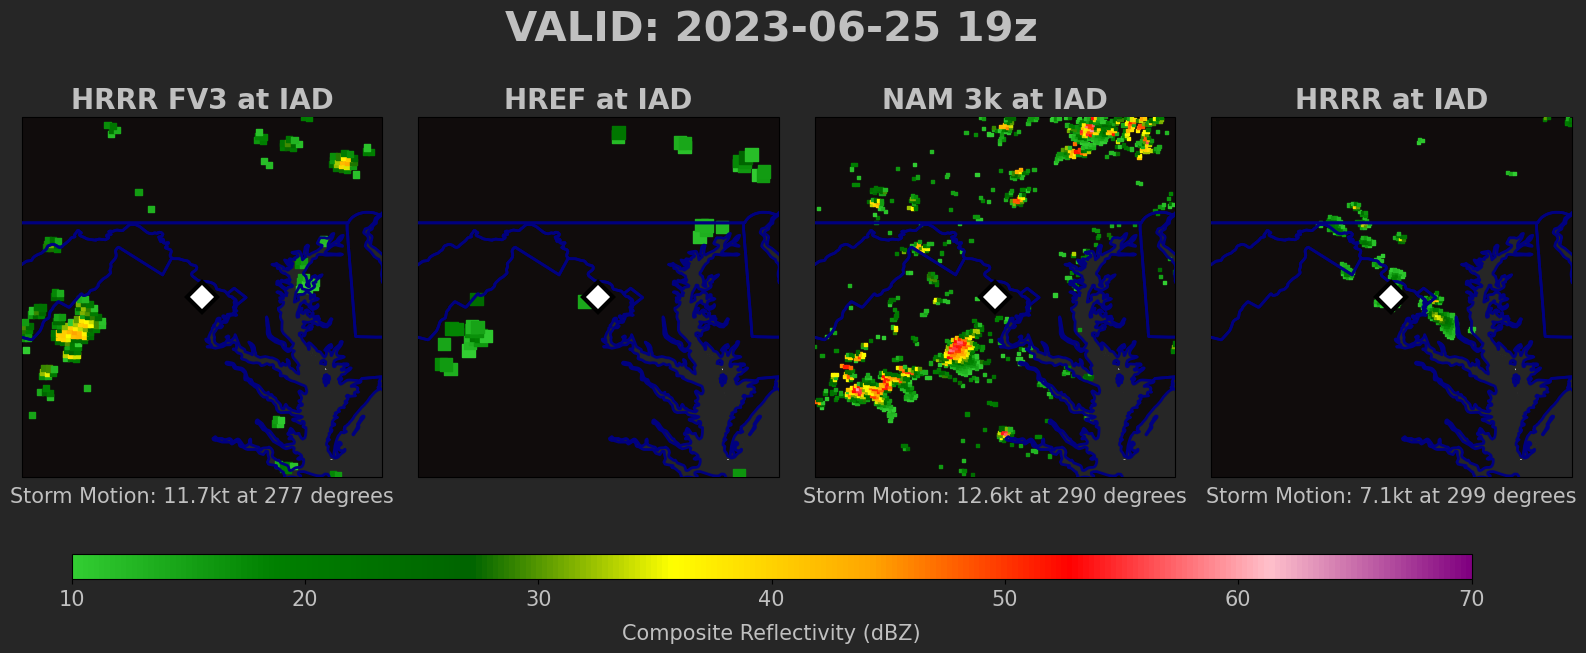 VALID: 2023-06-25 19z
HRRR FV3 at IAD
HREF at IAD
NAM 3k at IAD
HRRR at IAD
Storm Motion: 11.7kt at 277 degrees
Storm Motion: 12.6kt at 290 degrees
Storm Motion: 7.1kt at 299 degrees
10 20 30 40 50 60 70
Composite Reflectivity (dBZ)